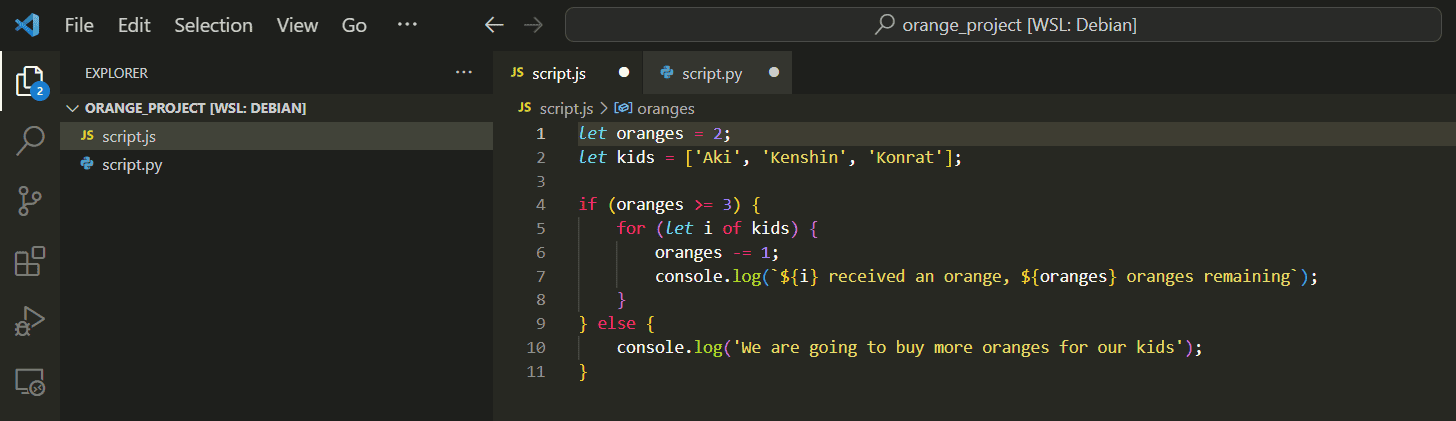 File Edit Selection View Go ···
orange_project [WSL: Debian]
EXPLORER ···
2
ORANGE_PROJECT [WSL: DEBIAN]
JS script.js
script.py
JS script.js
script.py
JS script.js > oranges
1 let oranges = 2;
2 let kids = ['Aki', 'Kenshin', 'Konrat'];
3
4 if (oranges >= 3) {
5     for (let i of kids) {
6         oranges -= 1;
7         console.log(`${i} received an orange, ${oranges} oranges remaining`);
8     }
9 } else {
10     console.log('We are going to buy more oranges for our kids');
11 }